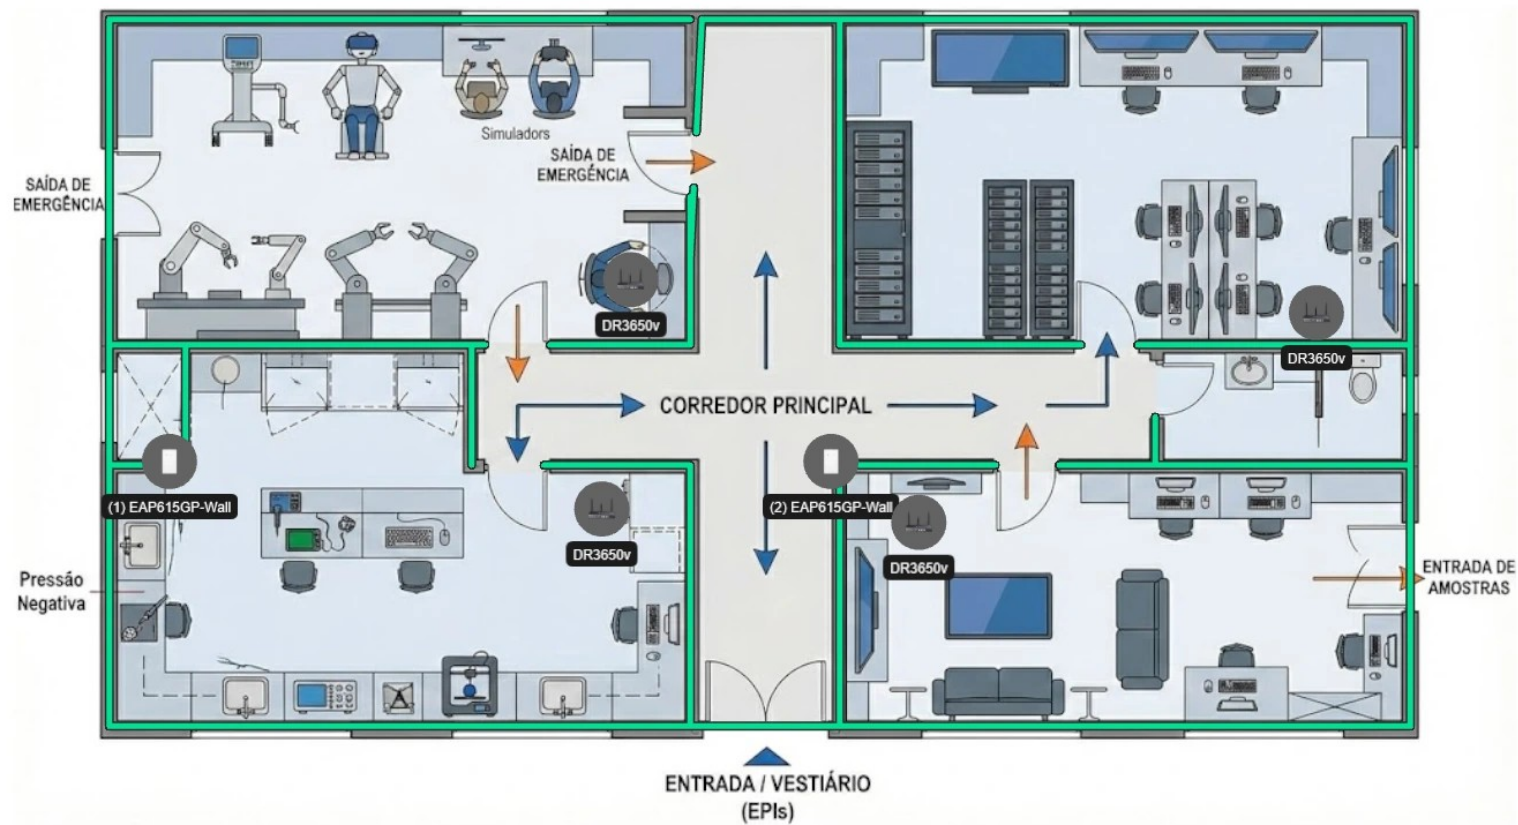 Simuladors
SAÍDA DE
EMERGÊNCIA
SAÍDA DE
EMERGÊNCIA
DR3650v
DR3650v
CORREDOR PRINCIPAL
(1) EAP615GP-Wall
(2) EAP615GP-Wall
DR3650v
DR3650v
Pressão
Negativa
ENTRADA DE
AMOSTRAS
ENTRADA / VESTIÁRIO
(EPIs)